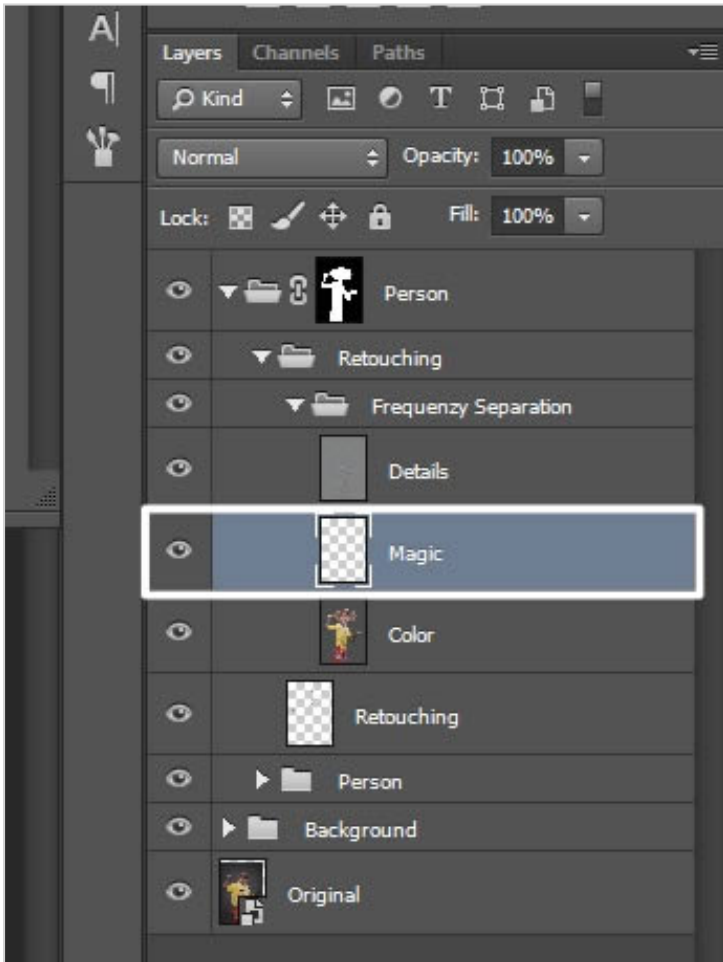 A|
Layers Channels Paths
Kind T
Normal Opacity: 100%
Lock: Fill: 100%
Person
Retouching
Frequenzy Separation
Details
Magic
Color
Retouching
Person
Background
Original